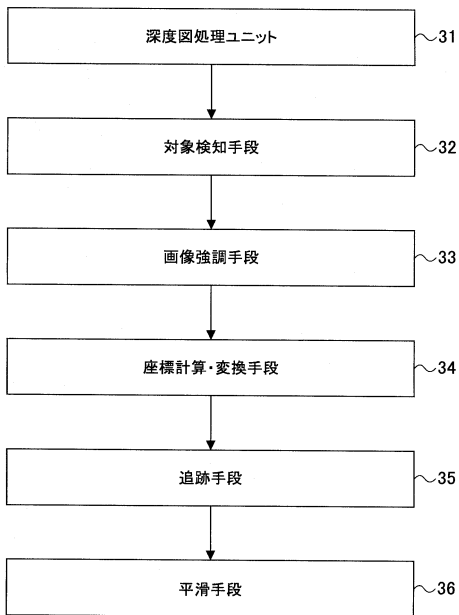 深度図処理ユニット 31
対象検知手段 32
画像強調手段 33
座標計算・変換手段 34
追跡手段 35
平滑手段 36